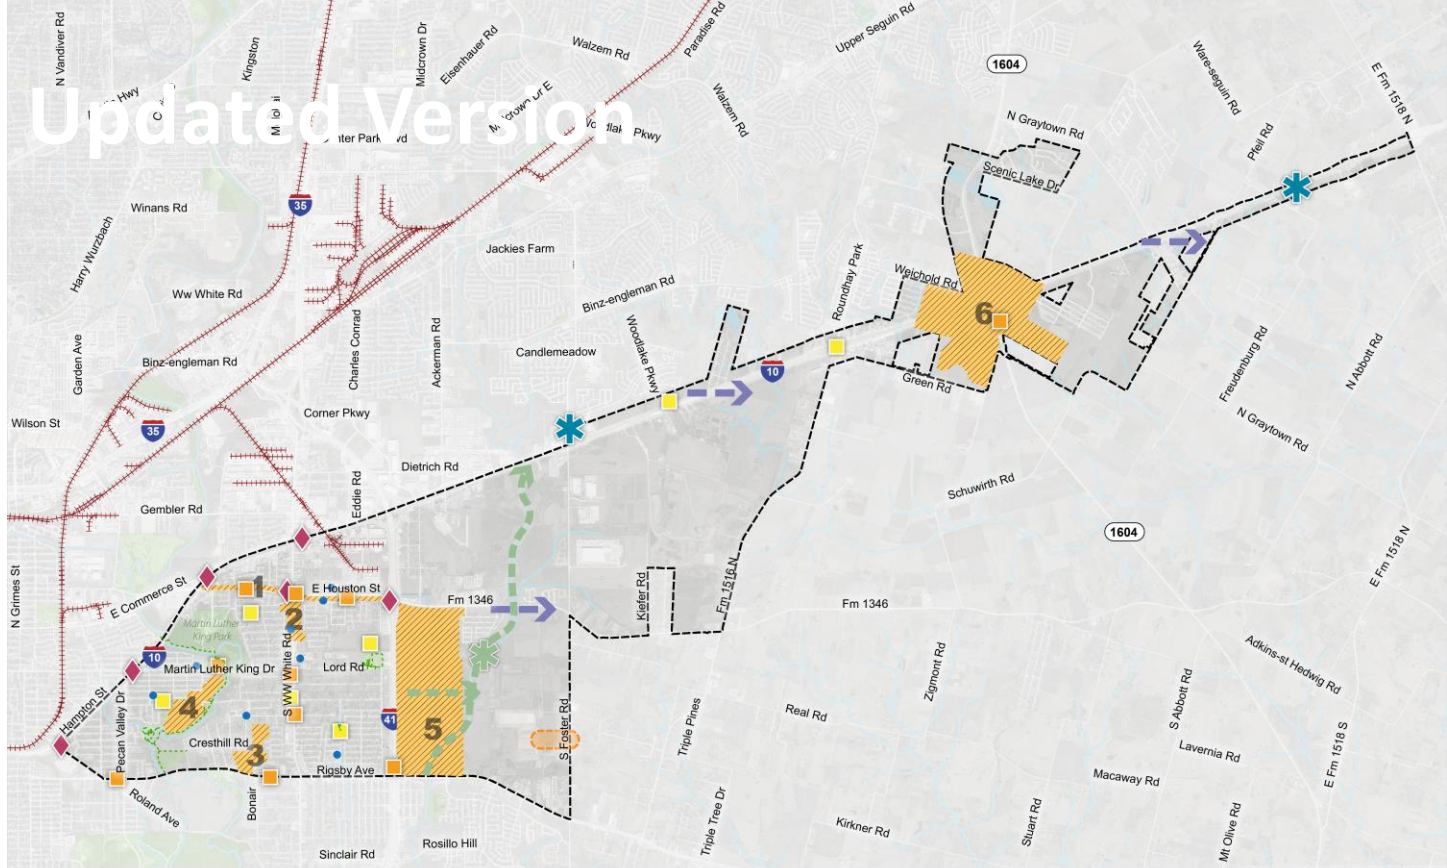 Updated Version
N Vandiver Rd
Kingston
Midcrown Dr
Eisenhauer Rd
Walzem Rd
Paradise Rd
Upper Seguin Rd
1604
Ware-seguin Rd
E Fm 1518 N
Hwy
Midcrown Dr E
Woodlake Pkwy
Walzem Rd
N Graytown Rd
Pfeil Rd
Scenic Lake Dr
35
Winans Rd
Harry Wurzbach
Jackies Farm
Ww White Rd
Binz-engleman Rd
Roundhay Park
Weichold Rd
6
Garden Ave
Binz-engleman Rd
Charles Conrad
Ackerman Rd
Candlemeadow
Woodlake Pkwy
10
Green Rd
Freudenburg Rd
N Abbott Rd
Wilson St
35
Corner Pkwy
N Graytown Rd
Dietrich Rd
Eddie Rd
Schuwirth Rd
Gembler Rd
1604
N Grimes St
E Commerce St
1
E Houston St
Fm 1346
Kiefer Rd
Fm 1516 N
Fm 1346
E Fm 1518 N
Martin Luther
King Park
2
10
Martin Luther King Dr
S WW White Rd
Lord Rd
Zigmont Rd
Adkins-st Hedwig Rd
Hampton St
Pecan Valley Dr
4
41
5
S Foster Rd
Triple Pines
Real Rd
S Abbott Rd
Cresthill Rd
3
Rigsby Ave
Lavernia Rd
E Fm 1518 S
Macaway Rd
Roland Ave
Bonair
Triple Tree Dr
Kirkner Rd
Stuart Rd
Mt Olive Rd
Rosillo Hill
Sinclair Rd